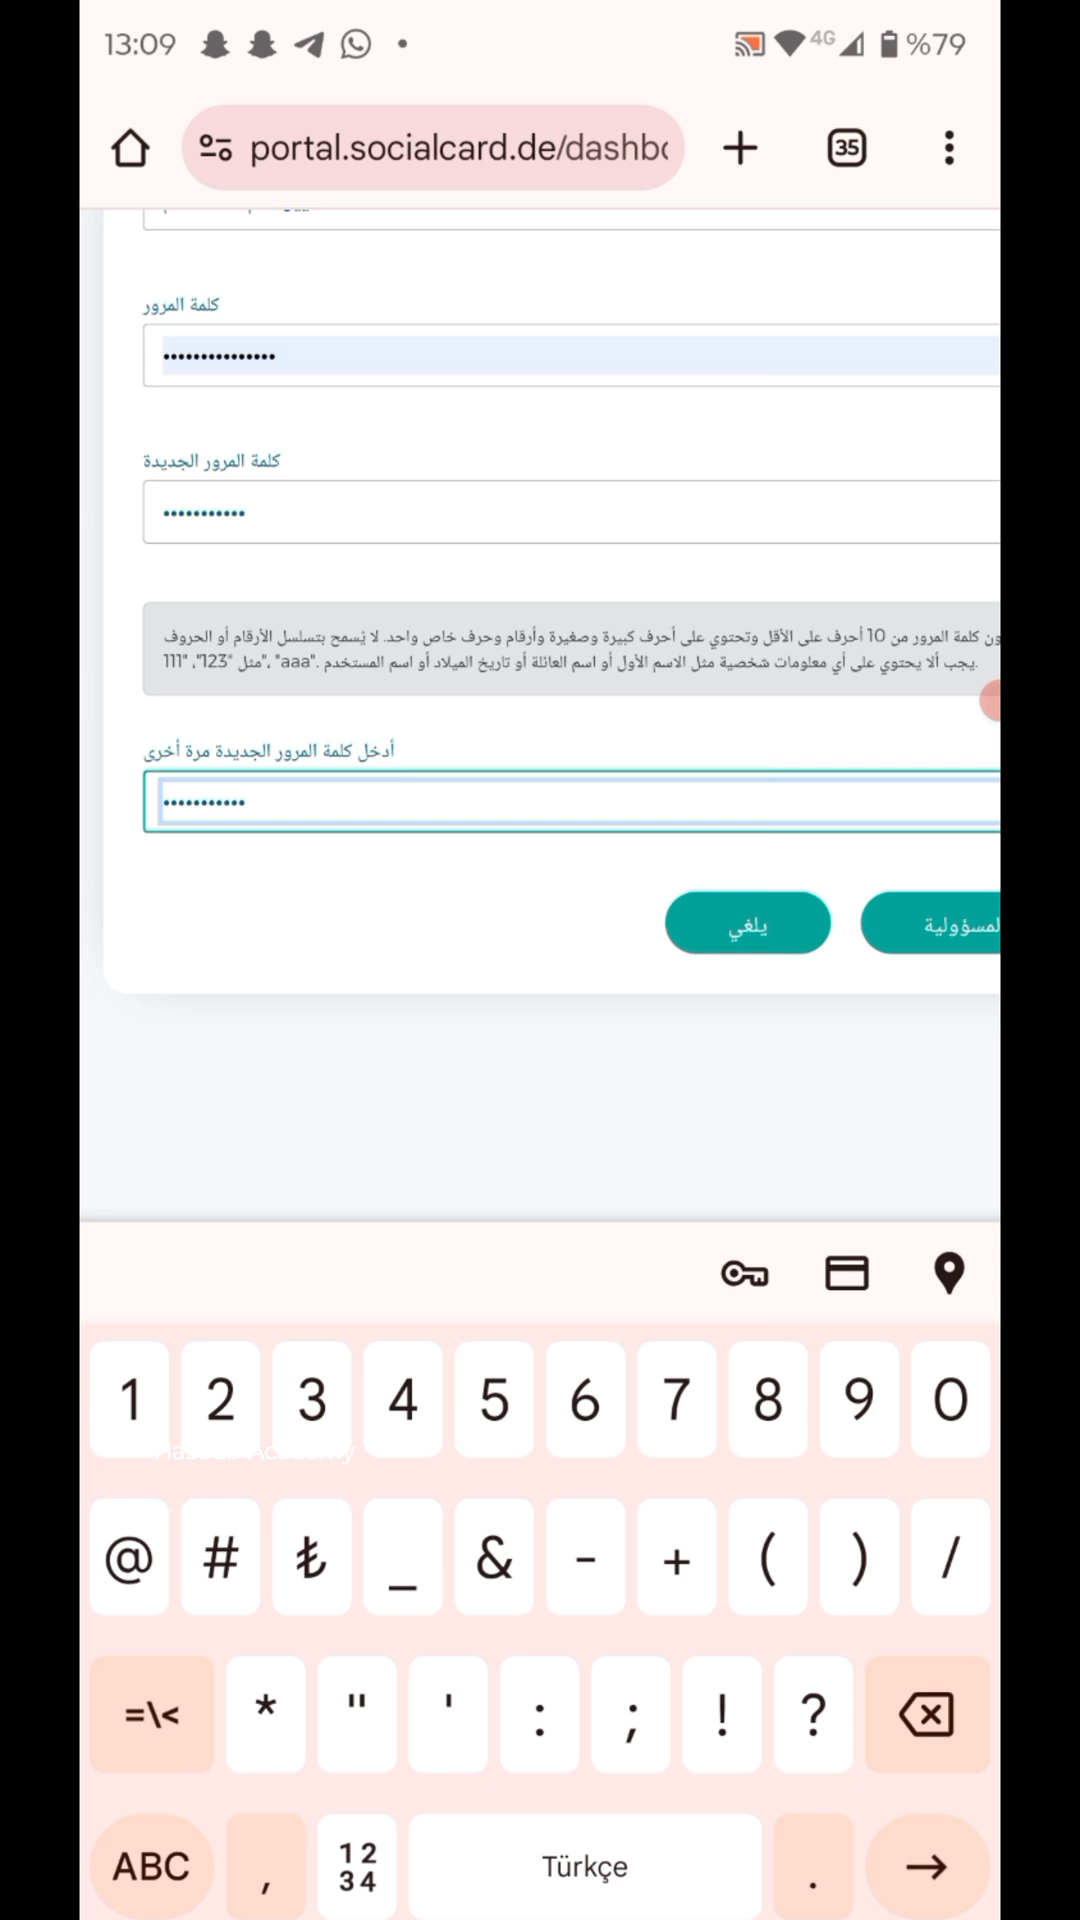 13:09
4G
%79
portal.socialcard.de/dashbo
35
كلمة المرور
•••••••••••••••
كلمة المرور الجديدة
•••••••••••
ون كلمة المرور من 10 أحرف على الأقل وتحتوي على أحرف كبيرة وصغيرة وأرقام وحرف خاص واحد. لا يُسمح بتسلسل الأرقام أو الحروف
مثل "123"، "111"، "aaa". يجب ألا يحتوي على أي معلومات شخصية مثل الاسم الأول أو اسم العائلة أو تاريخ الميلاد أو اسم المستخدم.
أدخل كلمة المرور الجديدة مرة أخرى
•••••••••••
يلغي
لمسؤولية
1 2 3 4 5 6 7 8 9 0
Academy
@ # ₺ _ & - + ( ) /
=\< * " ' : ; ! ?
ABC , 12 34 Türkçe .